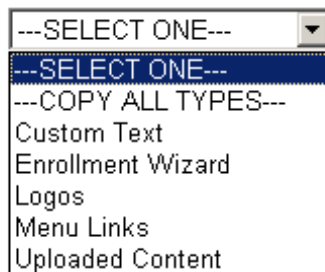 ---SELECT ONE---
---SELECT ONE---
---COPY ALL TYPES---
Custom Text
Enrollment Wizard
Logos
Menu Links
Uploaded Content